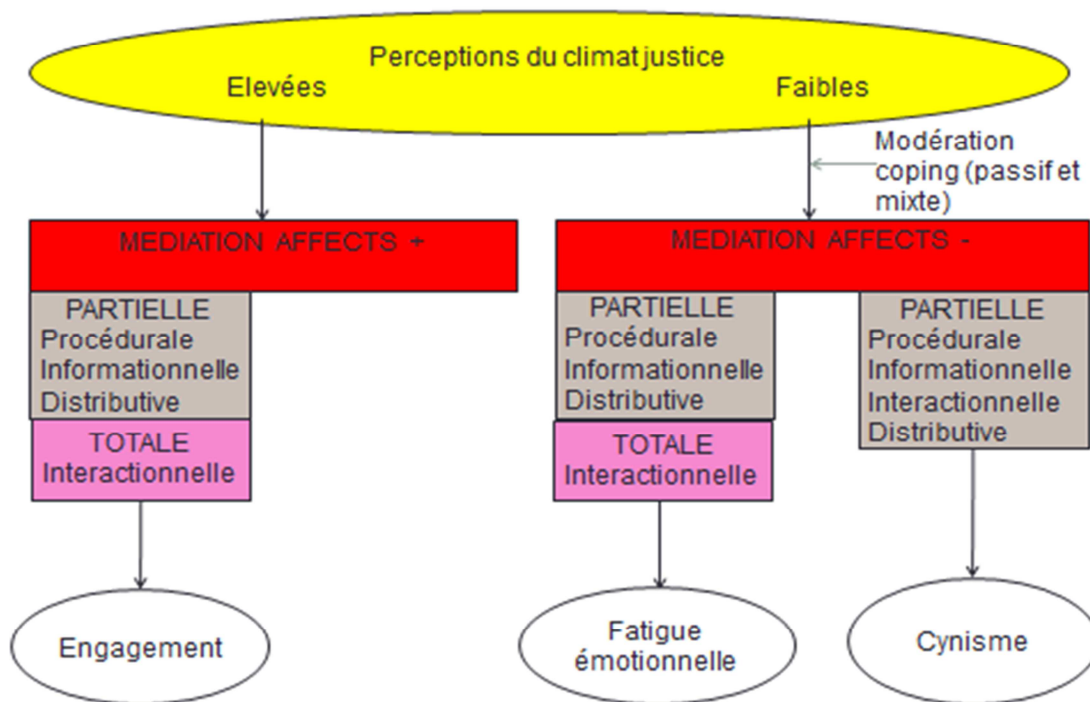 Perceptions du climat justice
Elevées
Faibles
Modération
coping (passif et
mixte)
MEDIATION AFFECTS +
MEDIATION AFFECTS -
PARTIELLE
Procédurale
Informationnelle
Distributive
TOTALE
Interactionnelle
PARTIELLE
Procédurale
Informationnelle
Distributive
TOTALE
Interactionnelle
PARTIELLE
Procédurale
Informationnelle
Interactionnelle
Distributive
Engagement
Fatigue
émotionnelle
Cynisme